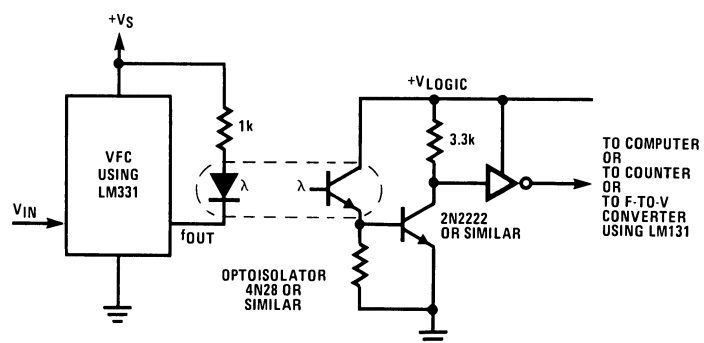 +VS
1k
VFC
USING
LM331
VIN
fOUT
λ
λ
OPTOISOLATOR
4N28 OR
SIMILAR
+VLOGIC
3.3k
2N2222
OR SIMILAR
TO COMPUTER
OR
TO COUNTER
OR
TO F-TO-V
CONVERTER
USING LM131